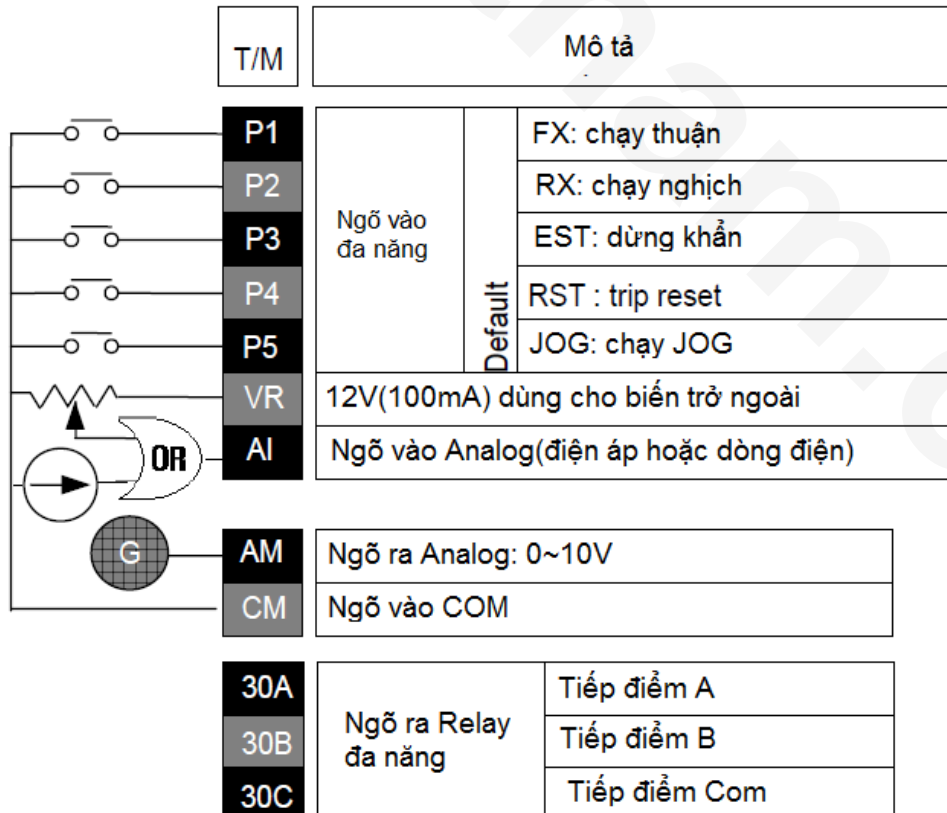 T/M Mô tả
P1 FX: chạy thuận
P2 RX: chạy nghịch
Ngõ vào
đa năng
P3 EST: dừng khẩn
P4 RST : trip reset
Default
P5 JOG: chạy JOG
VR 12V(100mA) dùng cho biến trở ngoài
OR
AI Ngõ vào Analog(điện áp hoặc dòng điện)
G
AM Ngõ ra Analog: 0~10V
CM Ngõ vào COM
30A Tiếp điểm A
Ngõ ra Relay
đa năng
30B Tiếp điểm B
30C Tiếp điểm Com